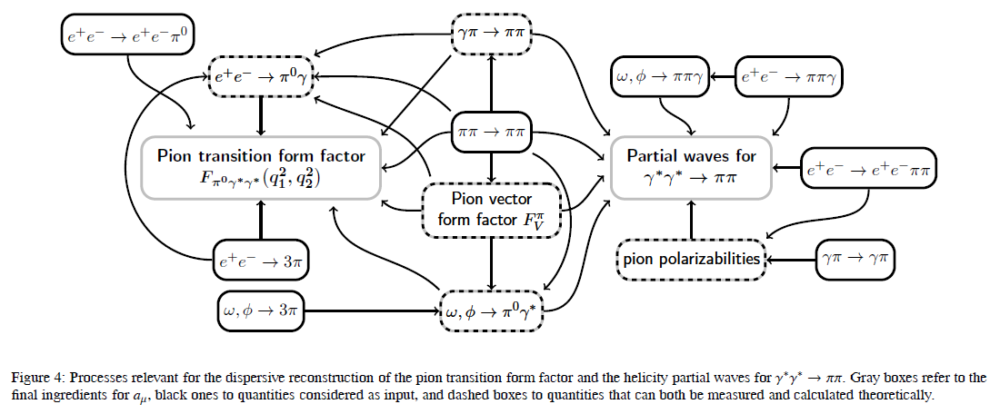 e⁺e⁻ → e⁺e⁻π⁰
γπ → ππ
e⁺e⁻ → π⁰γ
ω, ϕ → ππγ
e⁺e⁻ → ππγ
ππ → ππ
Pion transition form factor
F_{π⁰γ*γ*}(q₁², q₂²)
Partial waves for
γ*γ* → ππ
e⁺e⁻ → e⁺e⁻ππ
Pion vector
form factor F_V^π
e⁺e⁻ → 3π
pion polarizabilities
γπ → γπ
ω, ϕ → 3π
ω, ϕ → π⁰γ*
Figure 4: Processes relevant for the dispersive reconstruction of the pion transition form factor and the helicity partial waves for γ*γ* → ππ. Gray boxes refer to the
final ingredients for a_μ, black ones to quantities considered as input, and dashed boxes to quantities that can both be measured and calculated theoretically.